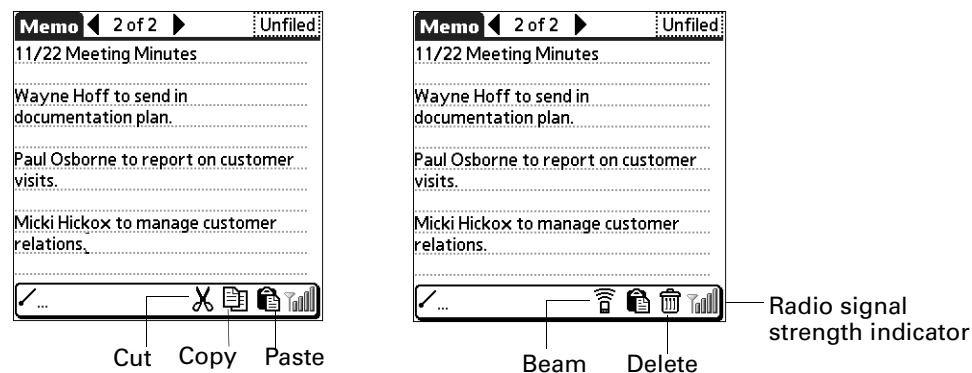 Memo 2 of 2 Unfiled
11/22 Meeting Minutes
Wayne Hoff to send in
documentation plan.
Paul Osborne to report on customer
visits.
Micki Hickox to manage customer
relations.
...
Cut Copy Paste
Memo 2 of 2 Unfiled
11/22 Meeting Minutes
Wayne Hoff to send in
documentation plan.
Paul Osborne to report on customer
visits.
Micki Hickox to manage customer
relations.
...
Radio signal
strength indicator
Beam Delete